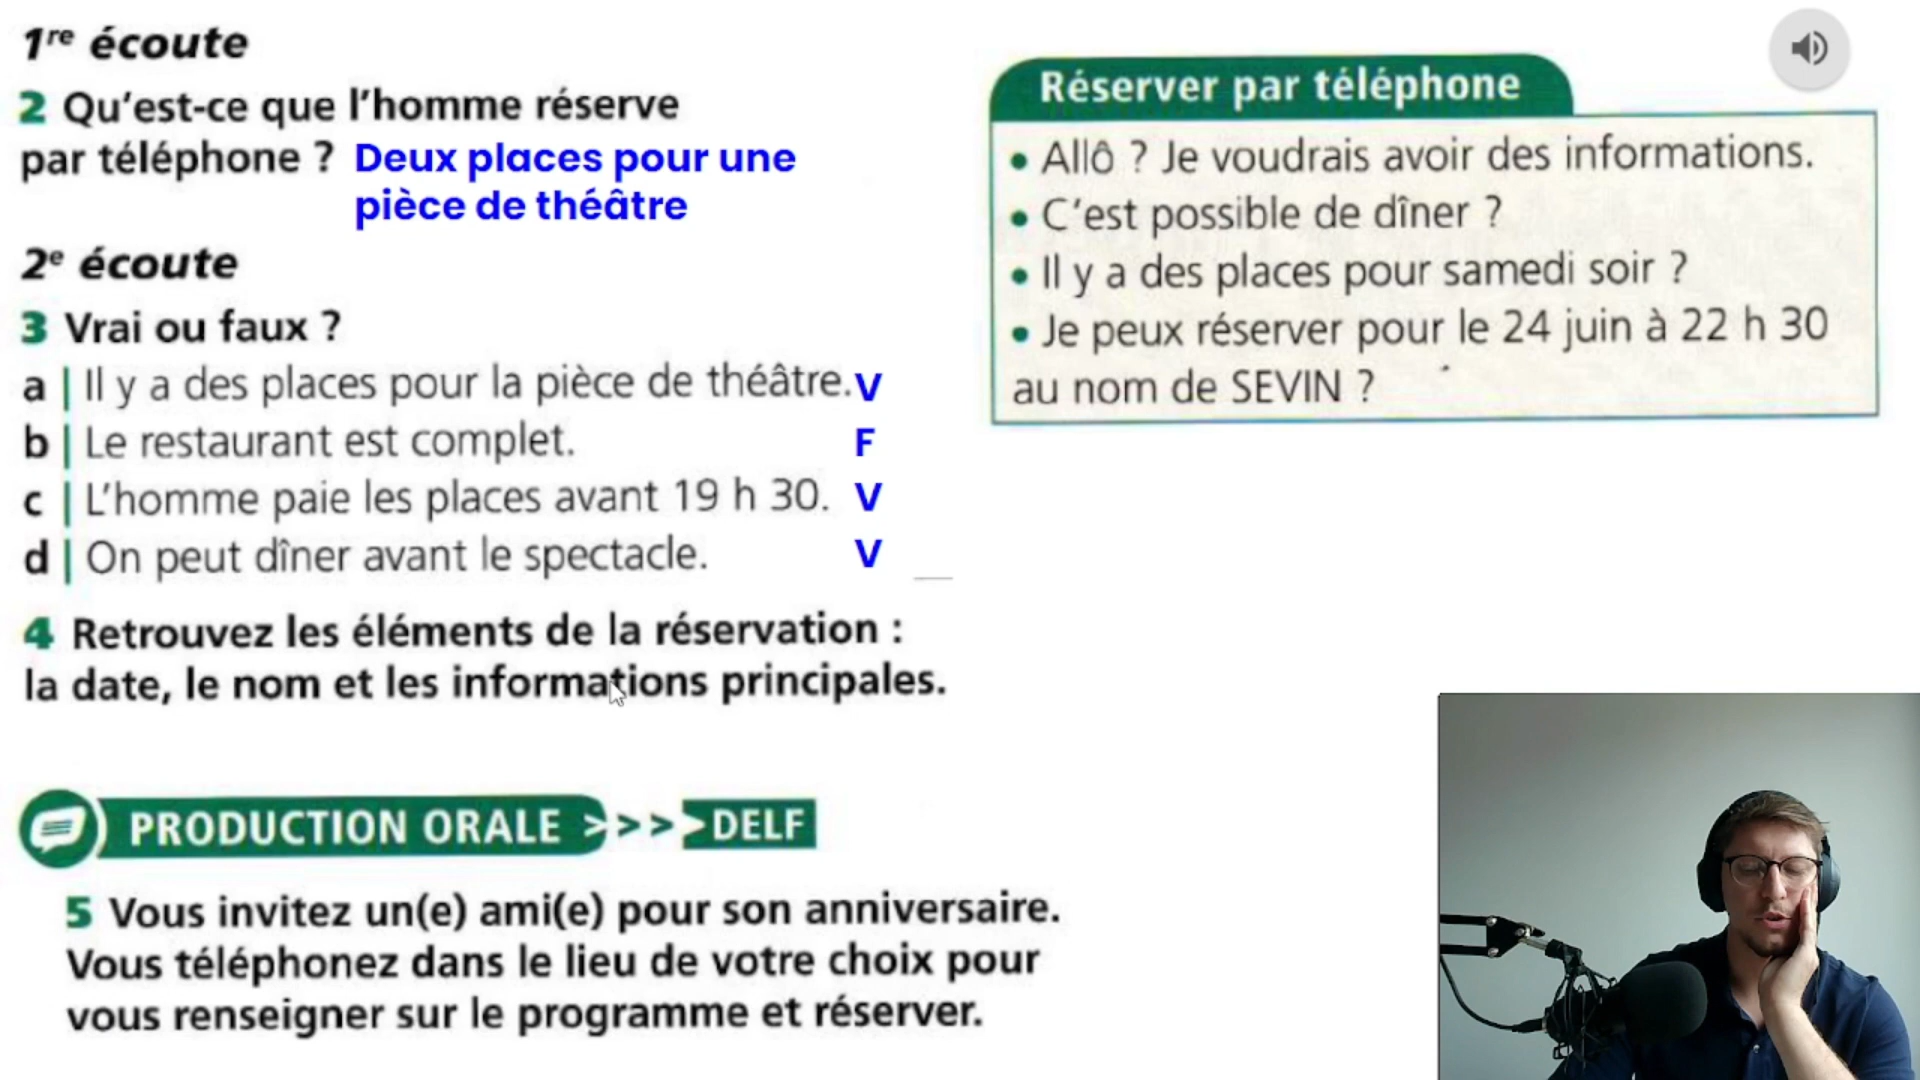 1re écoute
2 Qu'est-ce que l'homme réserve
par téléphone ? Deux places pour une
pièce de théâtre
2e écoute
3 Vrai ou faux ?
a | Il y a des places pour la pièce de théâtre. V
b | Le restaurant est complet. F
c | L'homme paie les places avant 19 h 30. V
d | On peut dîner avant le spectacle. V
4 Retrouvez les éléments de la réservation :
la date, le nom et les informations principales.
PRODUCTION ORALE >>>> DELF
5 Vous invitez un(e) ami(e) pour son anniversaire.
Vous téléphonez dans le lieu de votre choix pour
vous renseigner sur le programme et réserver.
Réserver par téléphone
• Allô ? Je voudrais avoir des informations.
• C'est possible de dîner ?
• Il y a des places pour samedi soir ?
• Je peux réserver pour le 24 juin à 22 h 30
au nom de SEVIN ?